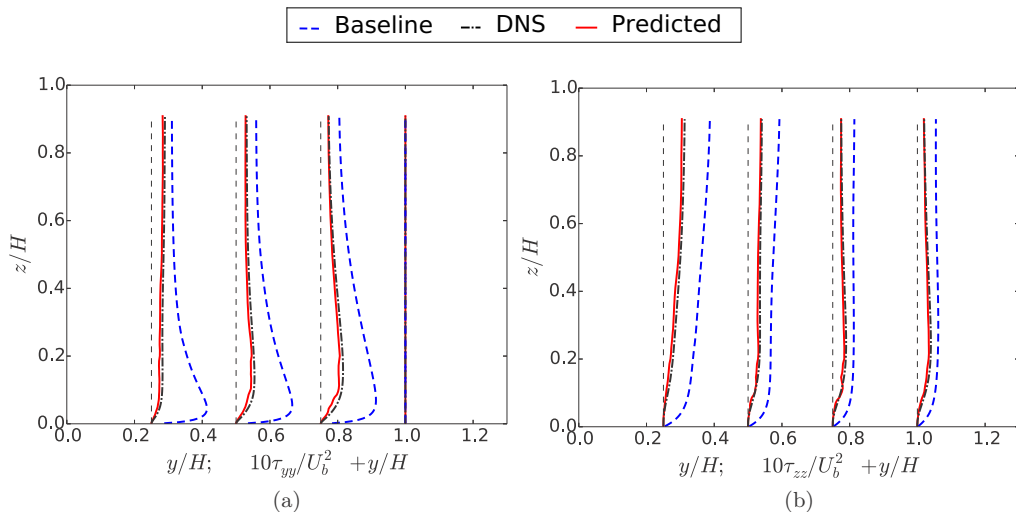 Baseline DNS Predicted
1.0
0.8
0.6
0.4
0.2
0.0
z/H
0.0 0.2 0.4 0.6 0.8 1.0 1.2
y/H; 10τ_yy/U_b^2 +y/H
(a)
1.0
0.8
0.6
0.4
0.2
0.0
z/H
0.0 0.2 0.4 0.6 0.8 1.0 1.2
y/H; 10τ_zz/U_b^2 +y/H
(b)